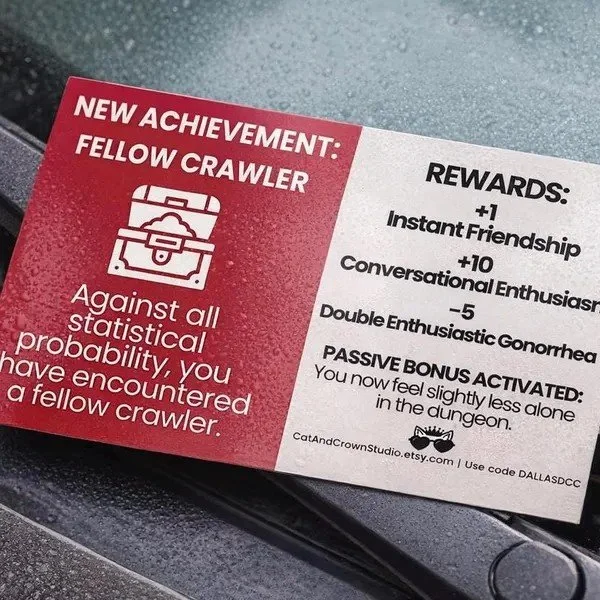 NEW ACHIEVEMENT:
FELLOW CRAWLER
Against all
statistical
probability, you
have encountered
a fellow crawler.
REWARDS:
+1
Instant Friendship
+10
Conversational Enthusiasm
-5
Double Enthusiastic Gonorrhea
PASSIVE BONUS ACTIVATED:
You now feel slightly less alone
in the dungeon.
CatAndCrownStudio.etsy.com | Use code DALLASDCC